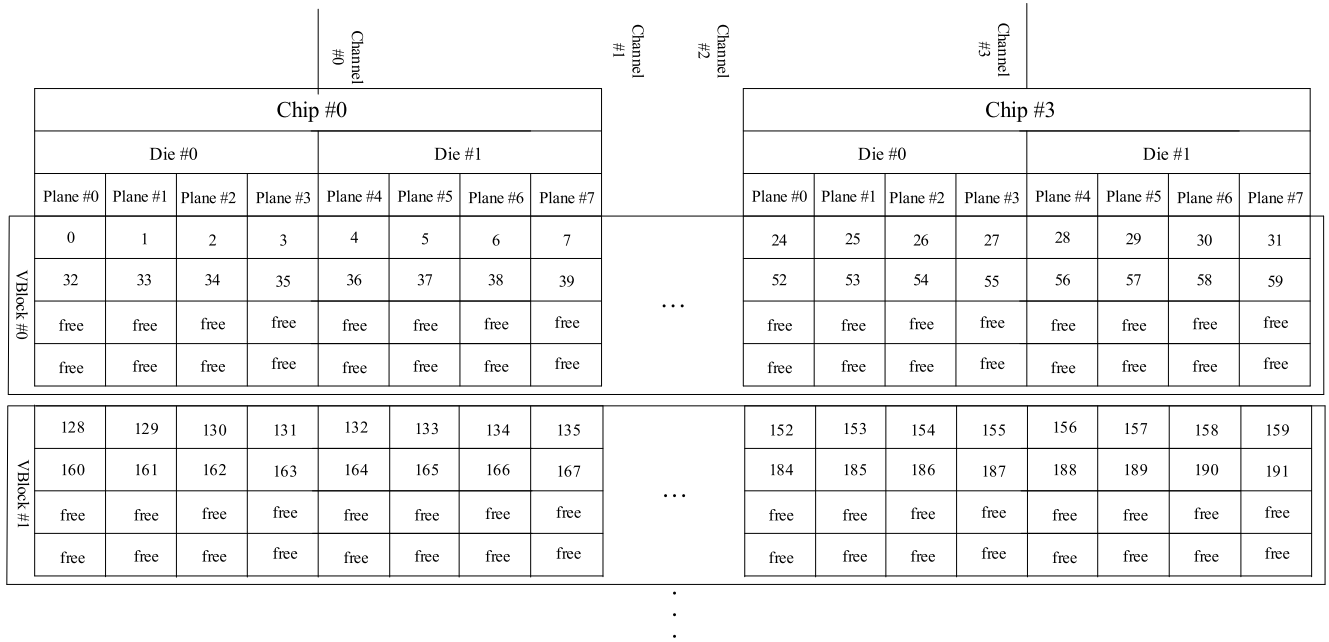 Channel #0
Channel #1
Channel #2
Channel #3
Chip #0 Chip #3
Die #0 Die #1 Die #0 Die #1
Plane #0 Plane #1 Plane #2 Plane #3 Plane #4 Plane #5 Plane #6 Plane #7 Plane #0 Plane #1 Plane #2 Plane #3 Plane #4 Plane #5 Plane #6 Plane #7
VBlock #0
0 1 2 3 4 5 6 7 24 25 26 27 28 29 30 31
32 33 34 35 36 37 38 39 ... 52 53 54 55 56 57 58 59
free free free free free free free free free free free free free free free free
free free free free free free free free free free free free free free free free
VBlock #1
128 129 130 131 132 133 134 135 152 153 154 155 156 157 158 159
160 161 162 163 164 165 166 167 ... 184 185 186 187 188 189 190 191
free free free free free free free free free free free free free free free free
free free free free free free free free free free free free free free free free